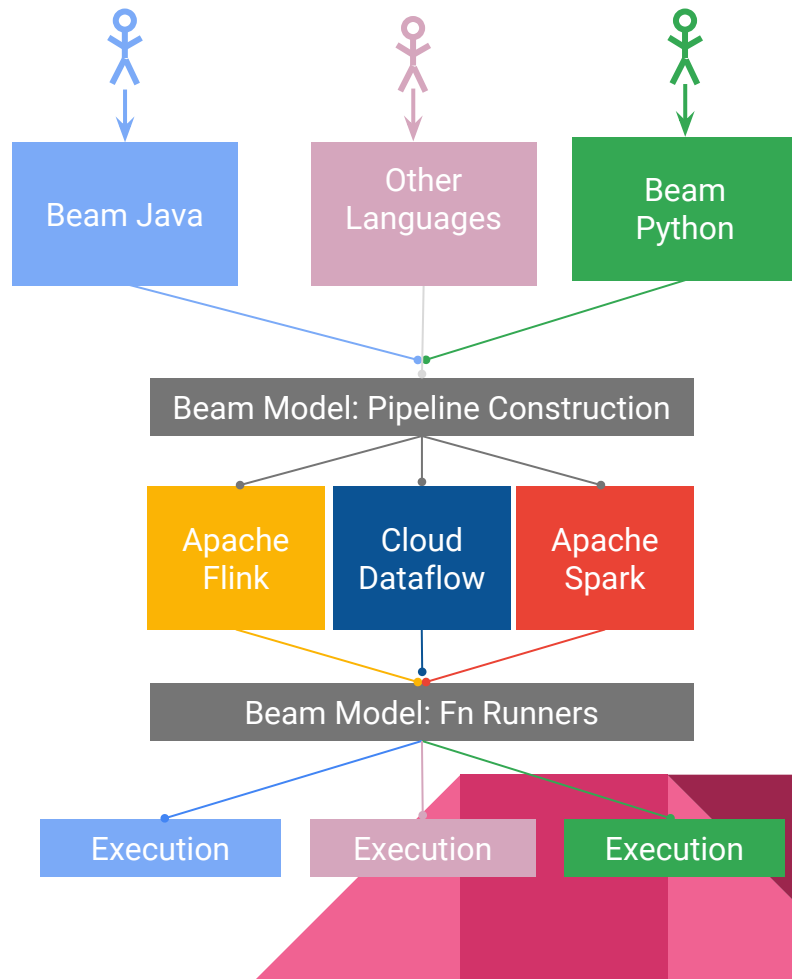 Beam Java
Other
Languages
Beam
Python
Beam Model: Pipeline Construction
Apache
Flink
Cloud
Dataflow
Apache
Spark
Beam Model: Fn Runners
Execution
Execution
Execution